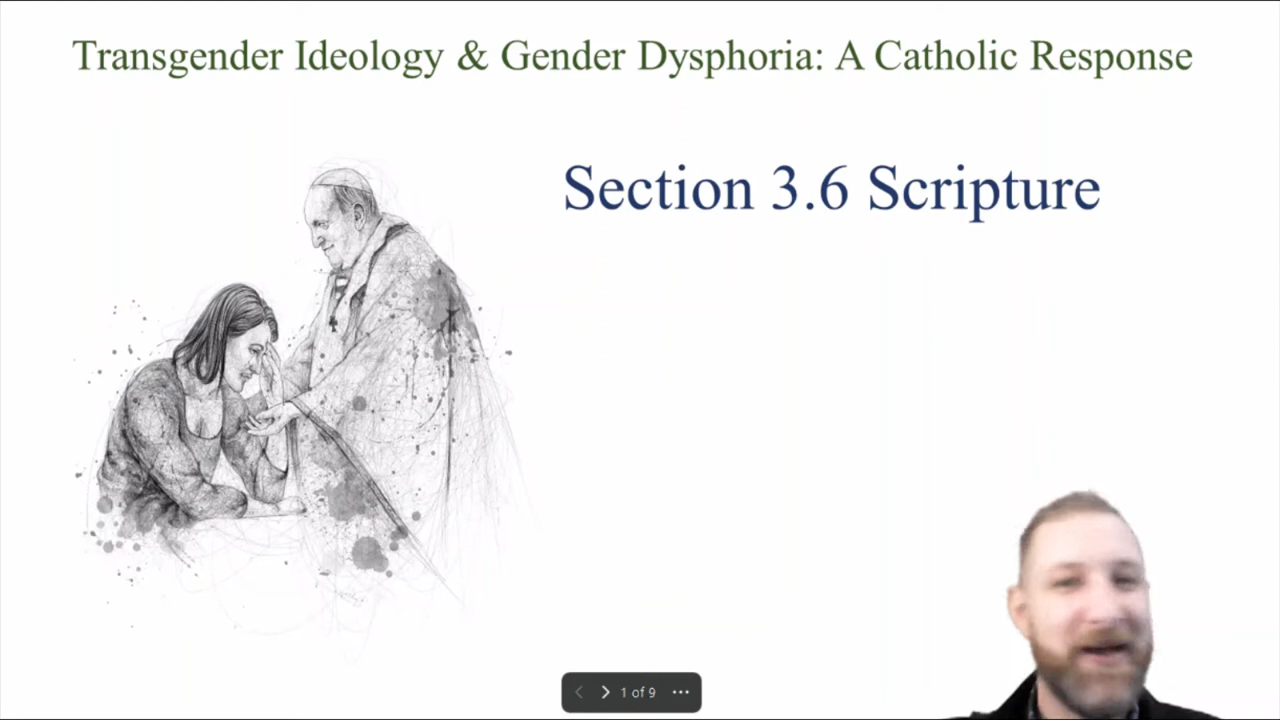 Transgender Ideology & Gender Dysphoria: A Catholic Response
Section 3.6 Scripture
1 of 9